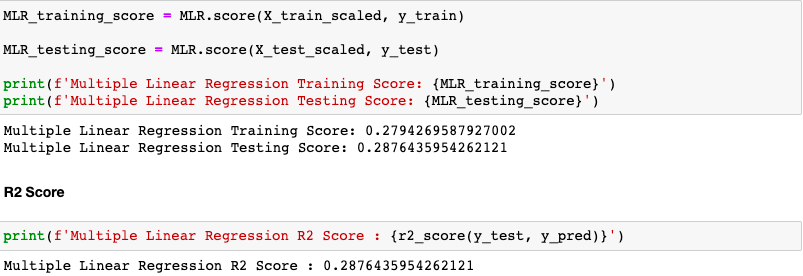 MLR_training_score = MLR.score(X_train_scaled, y_train)
MLR_testing_score = MLR.score(X_test_scaled, y_test)
print(f'Multiple Linear Regression Training Score: {MLR_training_score}')
print(f'Multiple Linear Regression Testing Score: {MLR_testing_score}')
Multiple Linear Regression Training Score: 0.2794269587927002
Multiple Linear Regression Testing Score: 0.2876435954262121
R2 Score
print(f'Multiple Linear Regression R2 Score : {r2_score(y_test, y_pred)}')
Multiple Linear Regression R2 Score : 0.2876435954262121